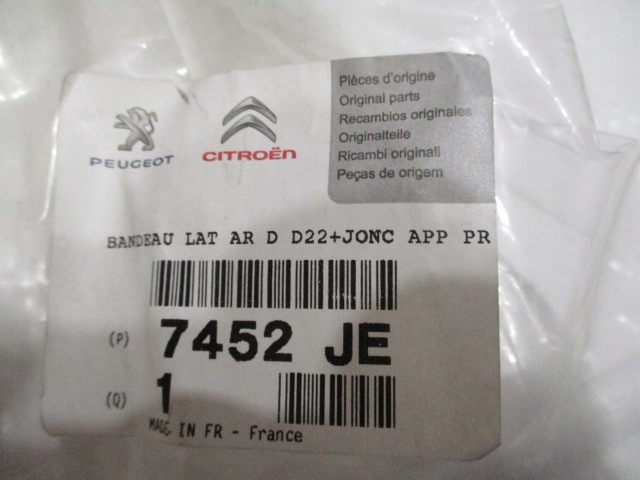 PEUGEOT
CITROËN
Pièces d'origine
Original parts
Recambios originales
Originalteile
Ricambi originali
Peças de origem
BANDEAU LAT AR D D22+JONC APP PR
(P) 7452 JE
(Q) 1
MADE IN FR - France